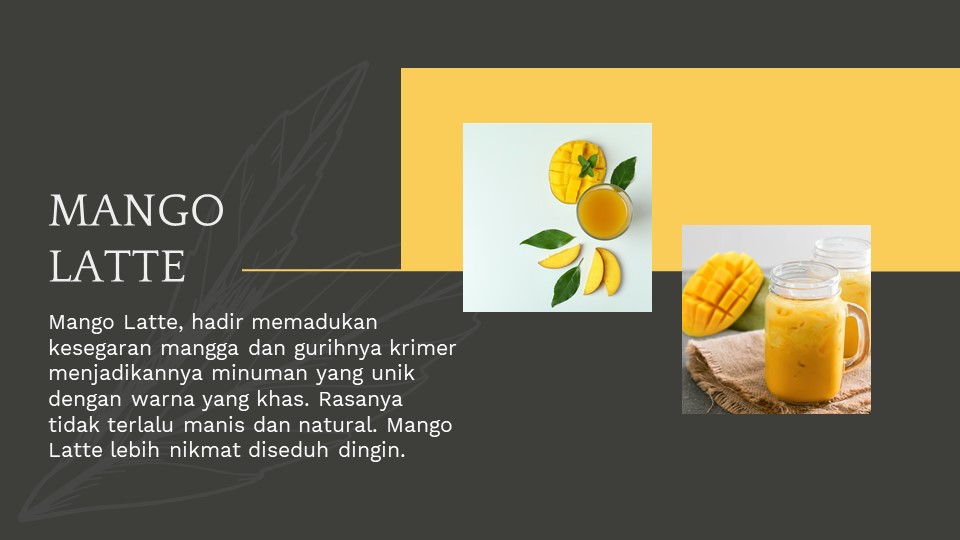 MANGO
LATTE
Mango Latte, hadir memadukan
kesegaran mangga dan gurihnya krimer
menjadikannya minuman yang unik
dengan warna yang khas. Rasanya
tidak terlalu manis dan natural. Mango
Latte lebih nikmat diseduh dingin.